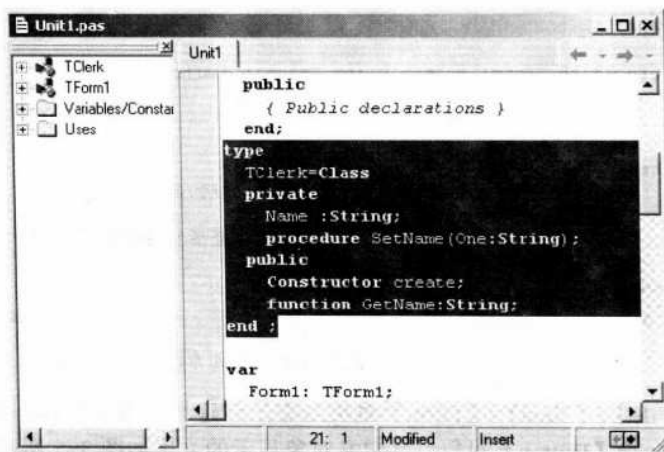 Unit1.pas
TClerk
TForm1
Variables/Constar
Uses
Unit1
public
{ Public declarations }
end;
type
TClerk=Class
private
Name :String;
procedure SetName(One:String);
public
Constructor create;
function GetName:String;
end ;
var
Form1: TForm1;
21: 1 Modified Insert